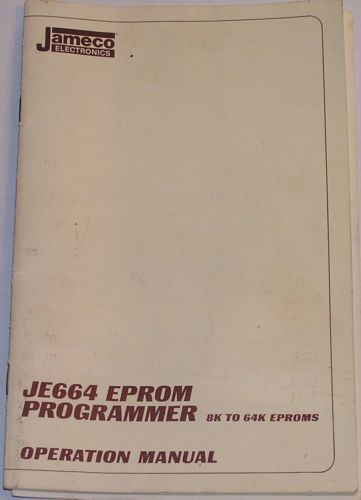 Jameco
ELECTRONICS
JE664 EPROM
PROGRAMMER 8K TO 64K EPROMS
OPERATION MANUAL